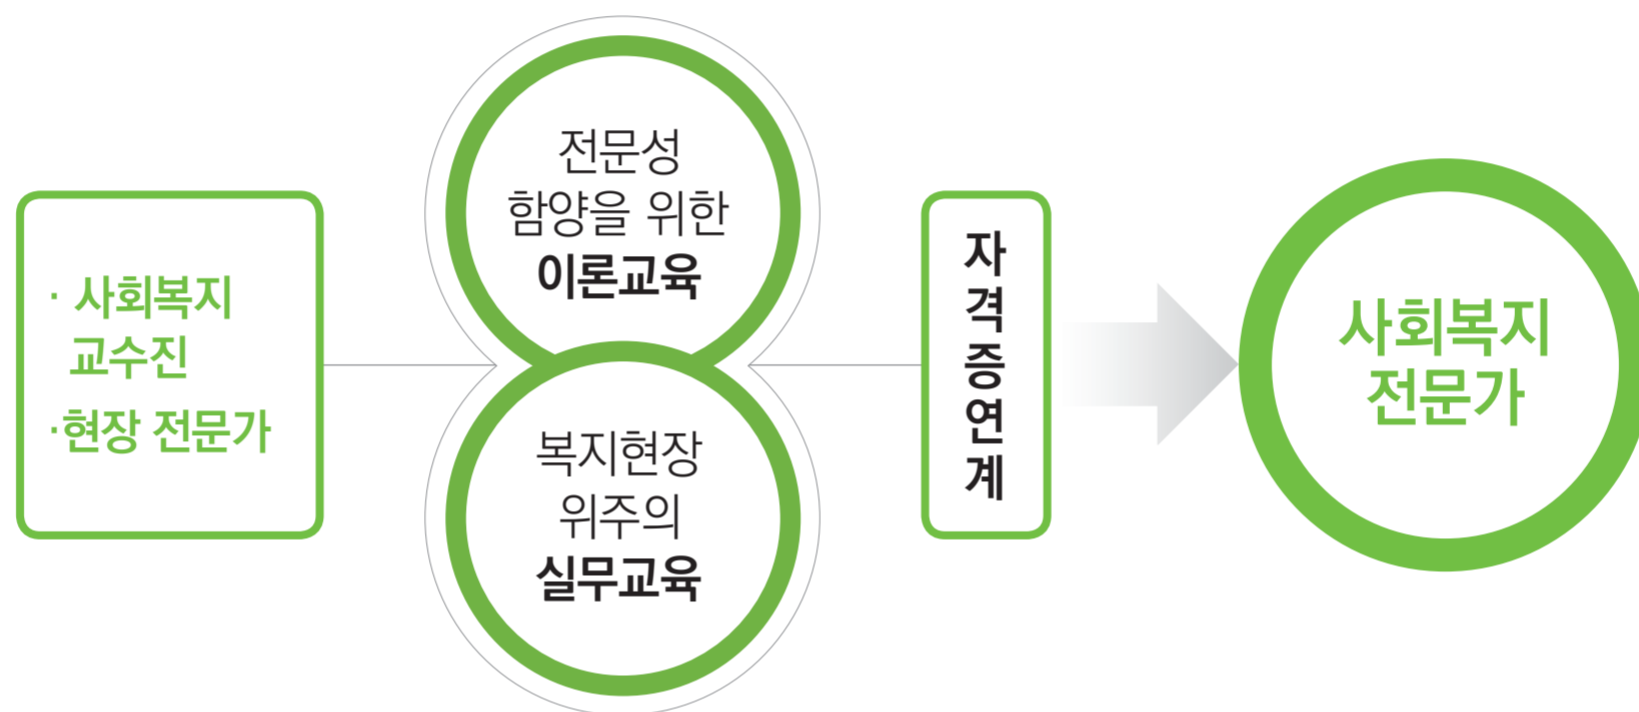 · 사회복지
교수진
·현장 전문가
전문성
함양을 위한
이론교육
복지현장
위주의
실무교육
자
격
증
연
계
사회복지
전문가